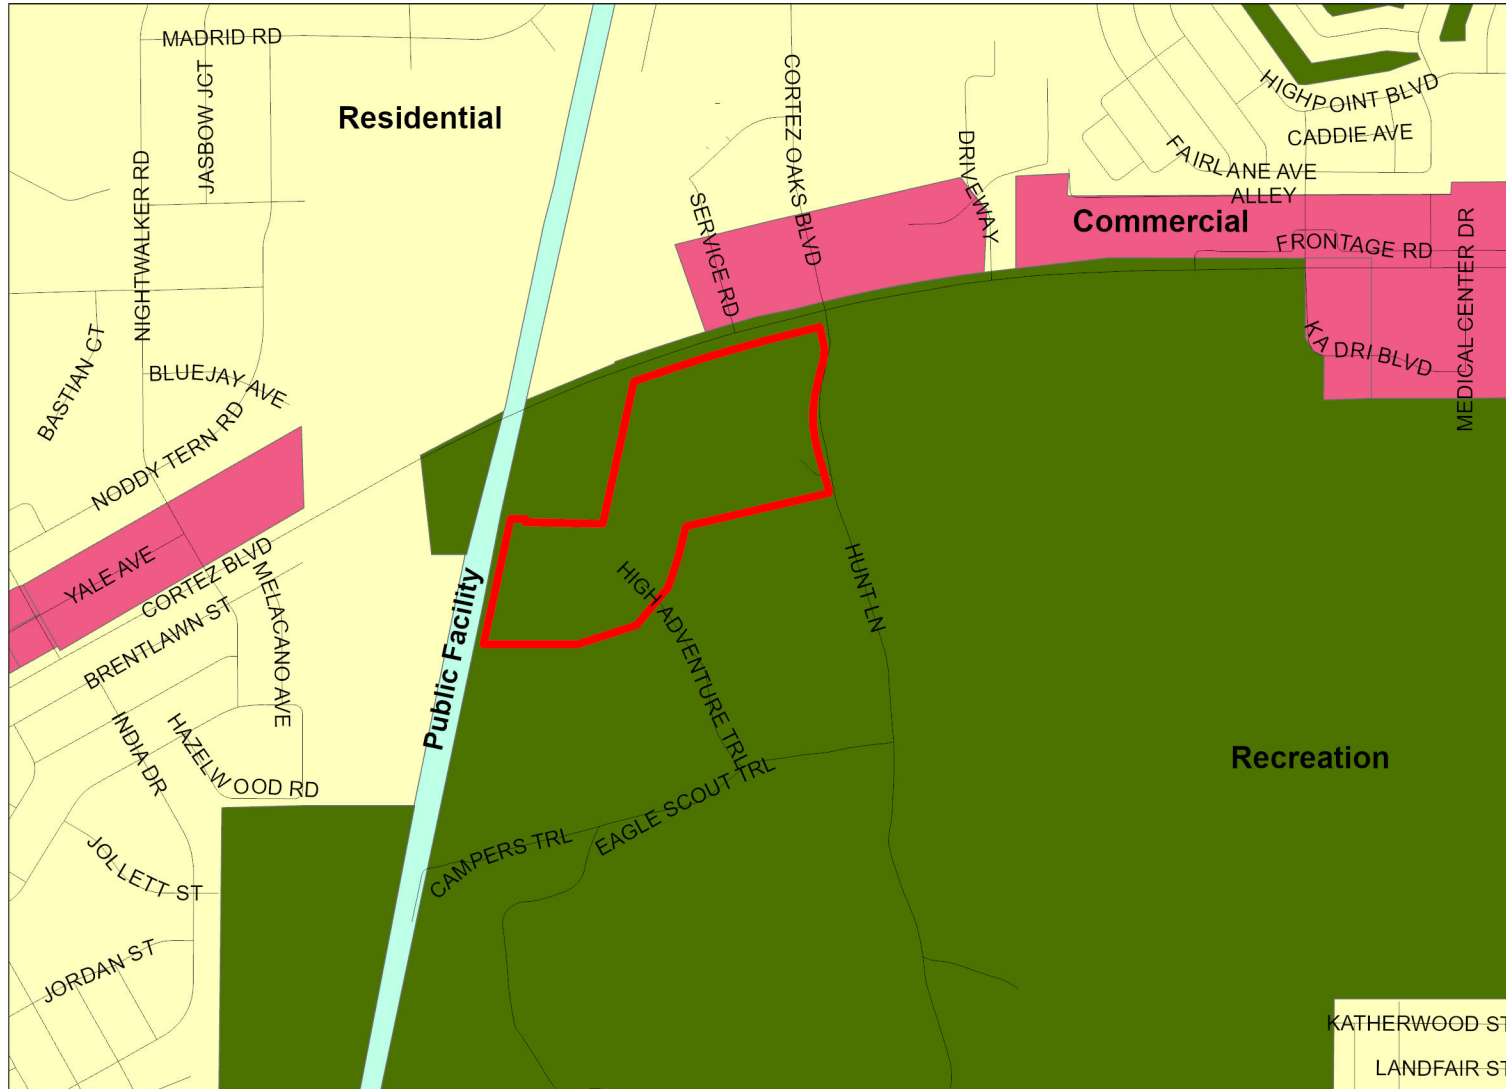 MADRID RD
JASBOW JCT
Residential
NIGHTWALKER RD
CORTEZ OAKS BLVD
DRIVEWAY
HIGHPOINT BLVD
CADDIE AVE
FAIRLANE AVE
ALLEY
Commercial
FRONTAGE RD
SERVICE RD
MEDICAL CENTER DR
KADRI BLVD
BASTIAN CT
BLUEJAY AVE
NODDY TERN RD
YALE AVE
CORTEZ BLVD
BRENTLAWN ST
MELACANO AVE
Public Facility
HIGH ADVENTURE TRL
HUNT LN
INDIA DR
HAZELWOOD RD
Recreation
EAGLE SCOUT TRL
CAMPERS TRL
JOLLETT ST
JORDAN ST
KATHERWOOD ST
LANDFAIR ST